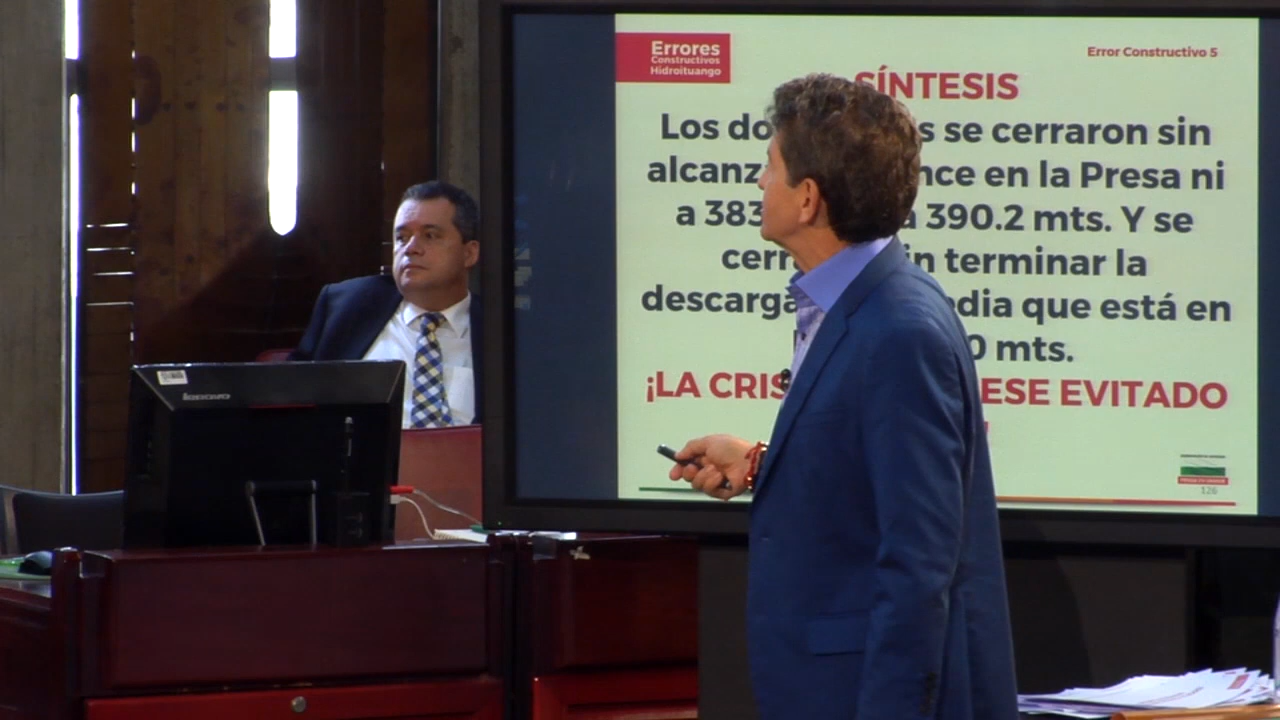 Errores
Constructivos
Hidroituango
Error Constructivo 5
SÍNTESIS
Los do s se cerraron sin
alcanz nce en la Presa ni
a 383 a 390.2 mts. Y se
cerr in terminar la
descarga edia que está en
0 mts.
¡LA CRIS ESE EVITADO
126
lenovo